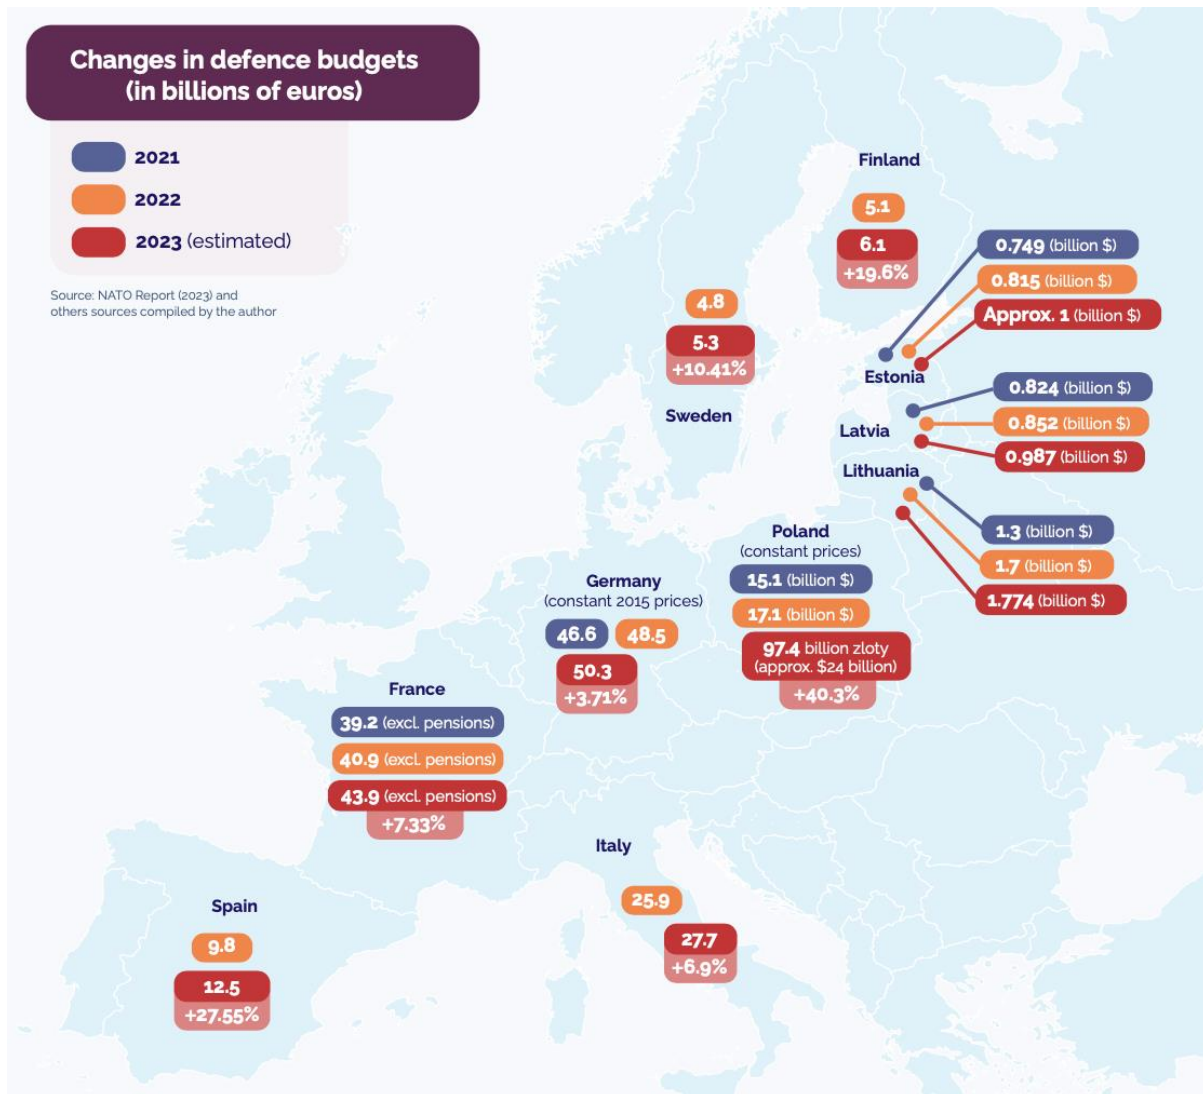 Changes in defence budgets
(in billions of euros)
2021
2022
2023 (estimated)
Source: NATO Report (2023) and
others sources compiled by the author
Finland
5.1
6.1
+19.6%
4.8
5.3
+10.41%
Sweden
0.749 (billion $)
0.815 (billion $)
Approx. 1 (billion $)
Estonia
0.824 (billion $)
0.852 (billion $)
0.987 (billion $)
Latvia
Lithuania
1.3 (billion $)
1.7 (billion $)
1.774 (billion $)
Poland
(constant prices)
15.1 (billion $)
17.1 (billion $)
97.4 billion zloty
(approx. $24 billion)
+40.3%
Germany
(constant 2015 prices)
46.6
48.5
50.3
+3.71%
France
39.2 (excl. pensions)
40.9 (excl. pensions)
43.9 (excl. pensions)
+7.33%
Italy
25.9
27.7
+6.9%
Spain
9.8
12.5
+27.55%